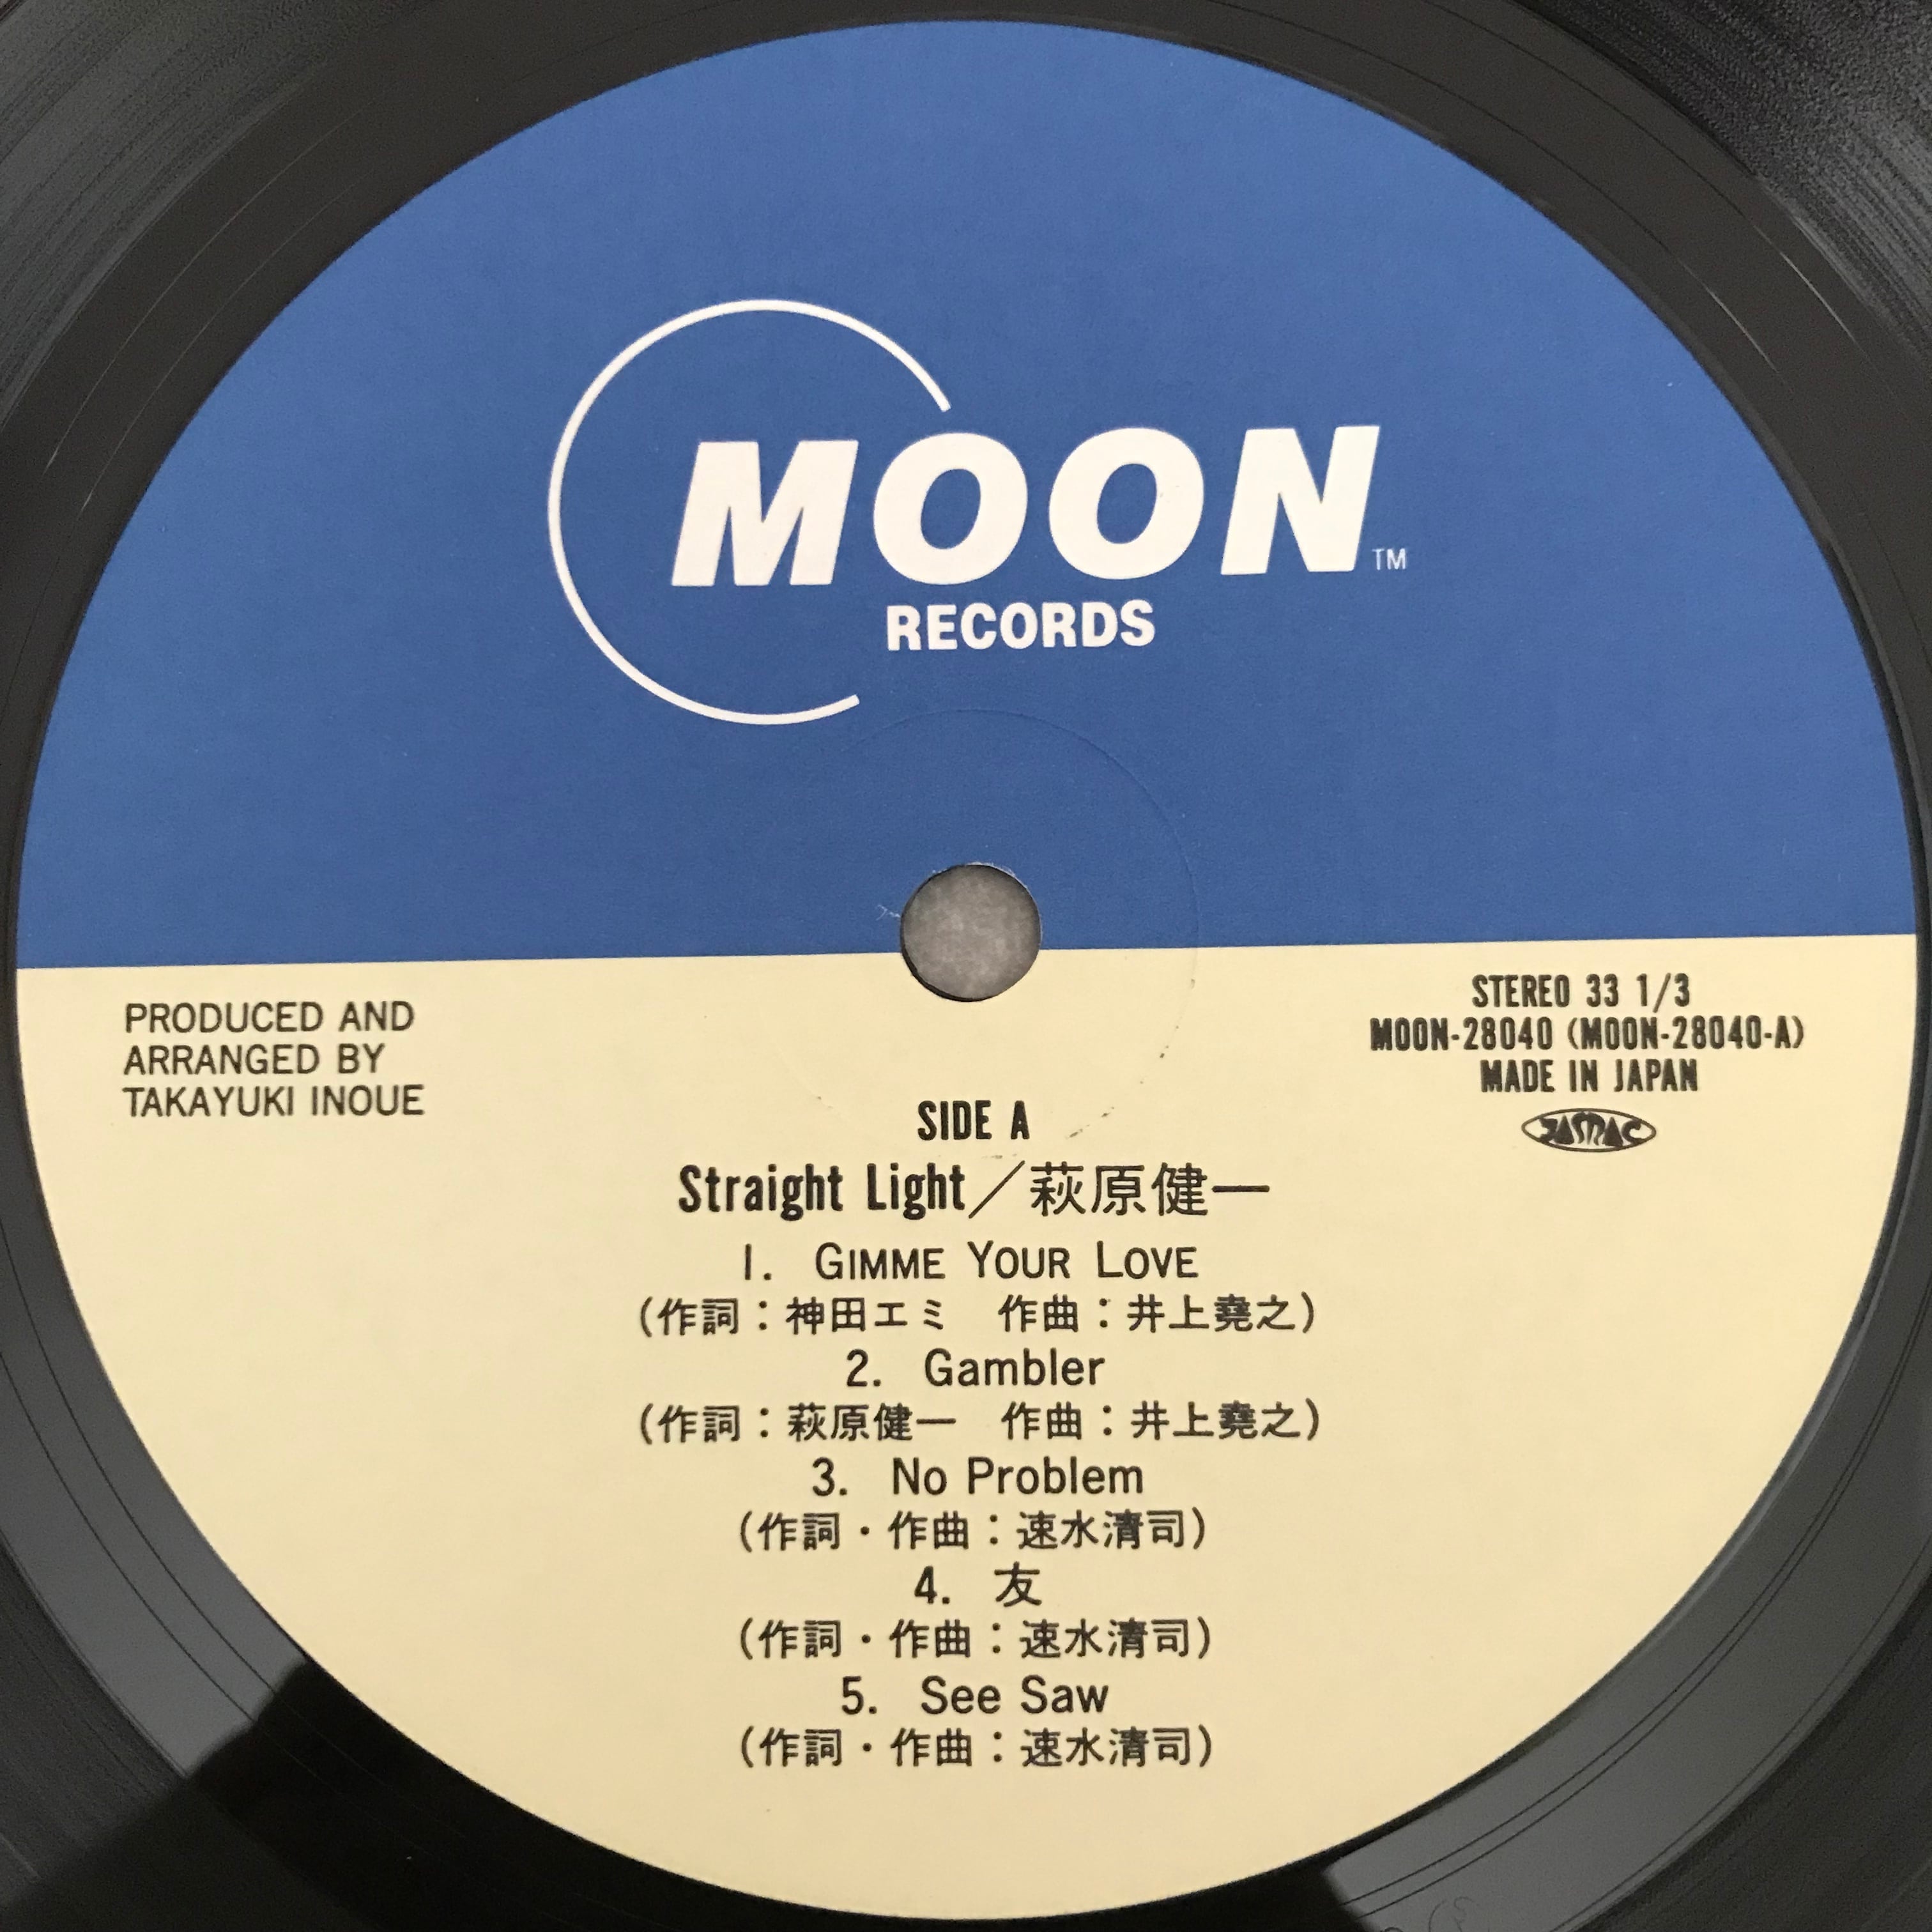 MOON™
RECORDS
PRODUCED AND
ARRANGED BY
TAKAYUKI INOUE
STEREO 33 1/3
MOON-28040 (MOON-28040-A)
MADE IN JAPAN
JASRAC
SIDE A
Straight Light／萩原健一
1. GIMME YOUR LOVE
(作詞：神田エミ　作曲：井上堯之)
2. Gambler
(作詞：萩原健一　作曲：井上堯之)
3. No Problem
(作詞・作曲：速水清司)
4. 友
(作詞・作曲：速水清司)
5. See Saw
(作詞・作曲：速水清司)